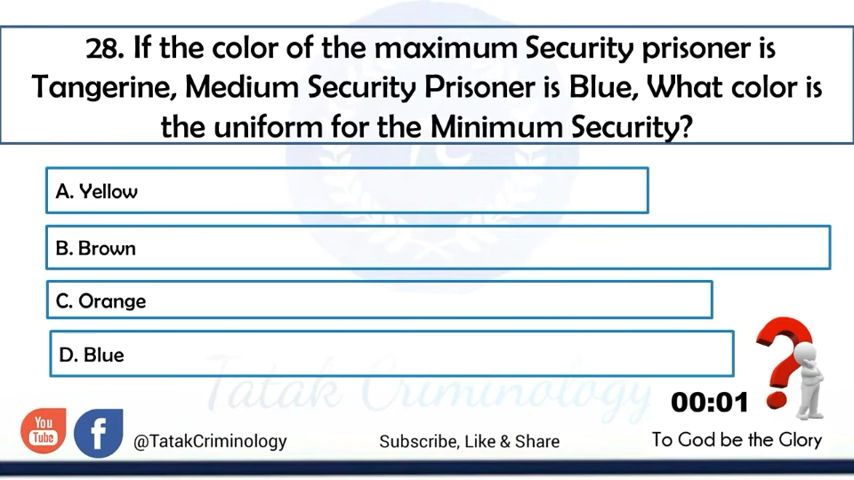 28. If the color of the maximum Security prisoner is
Tangerine, Medium Security Prisoner is Blue, What color is
the uniform for the Minimum Security?
TC
A. Yellow
B. Brown
C. Orange
D. Blue
Tatak Criminology
00:01
You
Tube
f
@TatakCriminology
Subscribe, Like & Share
To God be the Glory